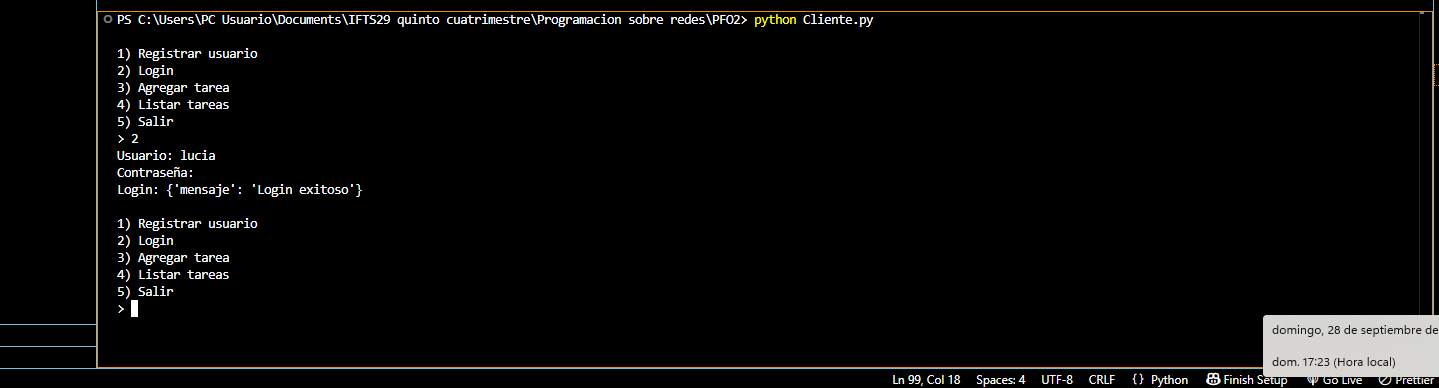 PS C:\Users\PC Usuario\Documents\IFTS29 quinto cuatrimestre\Programacion sobre redes\PFO2> python Cliente.py
1) Registrar usuario
2) Login
3) Agregar tarea
4) Listar tareas
5) Salir
> 2
Usuario: lucia
Contraseña:
Login: {'mensaje': 'Login exitoso'}
1) Registrar usuario
2) Login
3) Agregar tarea
4) Listar tareas
5) Salir
>
domingo, 28 de septiembre de
dom. 17:23 (Hora local)
Ln 99, Col 18 Spaces: 4 UTF-8 CRLF {} Python Finish Setup Go Live Prettier